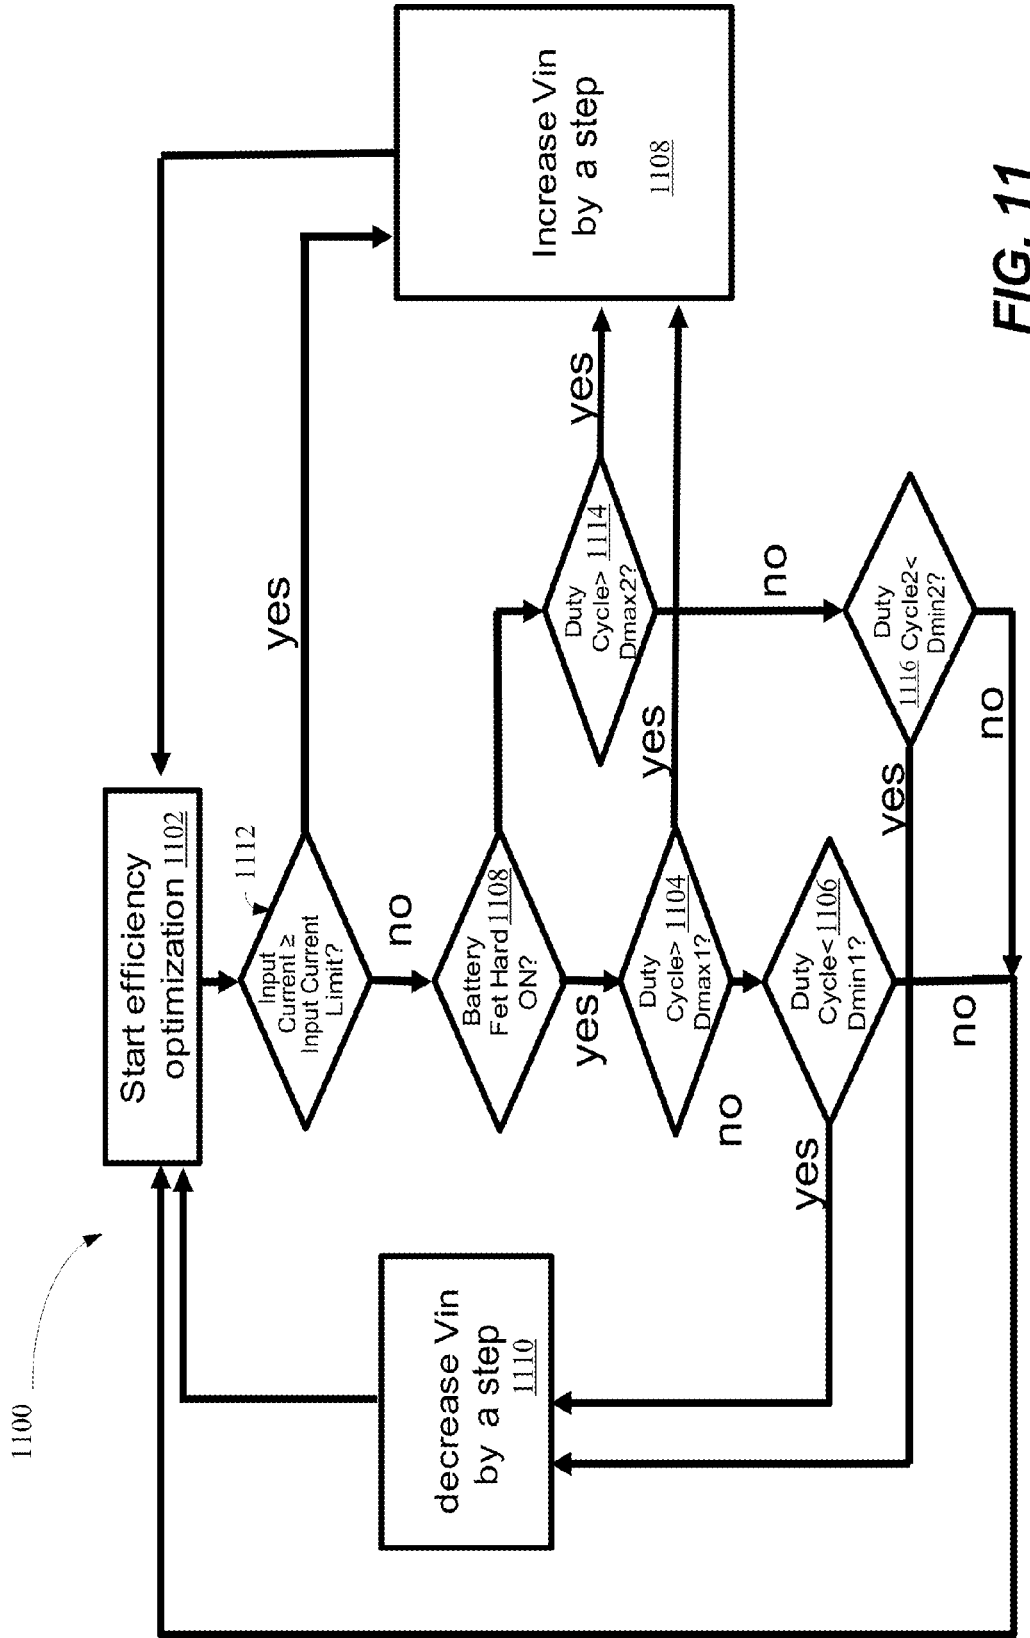 1100
Start efficiency
optimization 1102
1112
Input
Current ≥
Input Current
Limit?
yes
no
Increase Vin
by a step
1108
decrease Vin
by a step
1110
Battery
Fet Hard 1108
ON?
yes
Duty
Cycle> 1114
Dmax2?
yes
no
Duty
Cycle> 1104
Dmax1?
yes
no
Duty
Cycle< 1106
Dmin1?
yes
no
Duty
1116 Cycle2<
Dmin2?
yes
no
FIG. 11